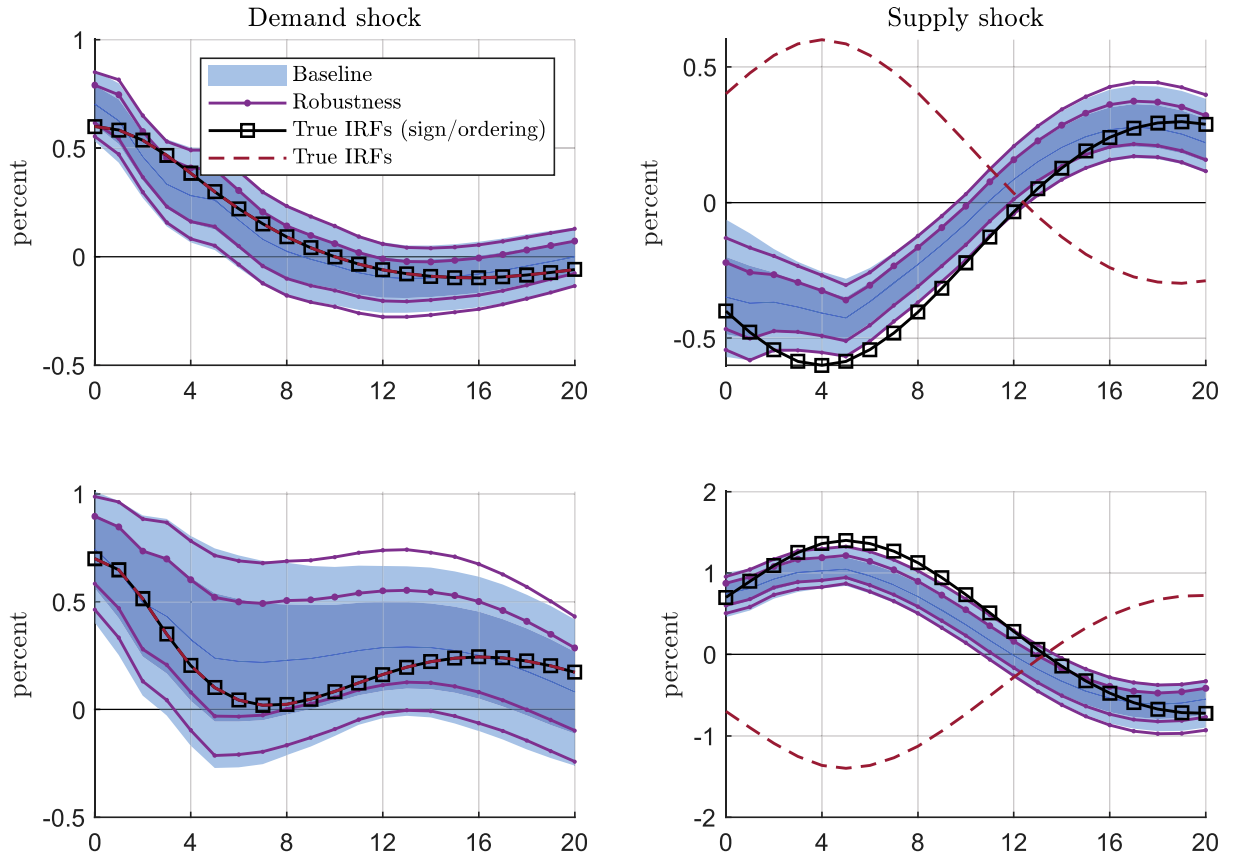 Demand shock
Supply shock
1
0.5
0
-0.5
percent
0 4 8 12 16 20
Baseline
Robustness
True IRFs (sign/ordering)
True IRFs
0.5
0
-0.5
percent
0 4 8 12 16 20
1
0.5
0
-0.5
percent
0 4 8 12 16 20
2
1
0
-1
-2
percent
0 4 8 12 16 20